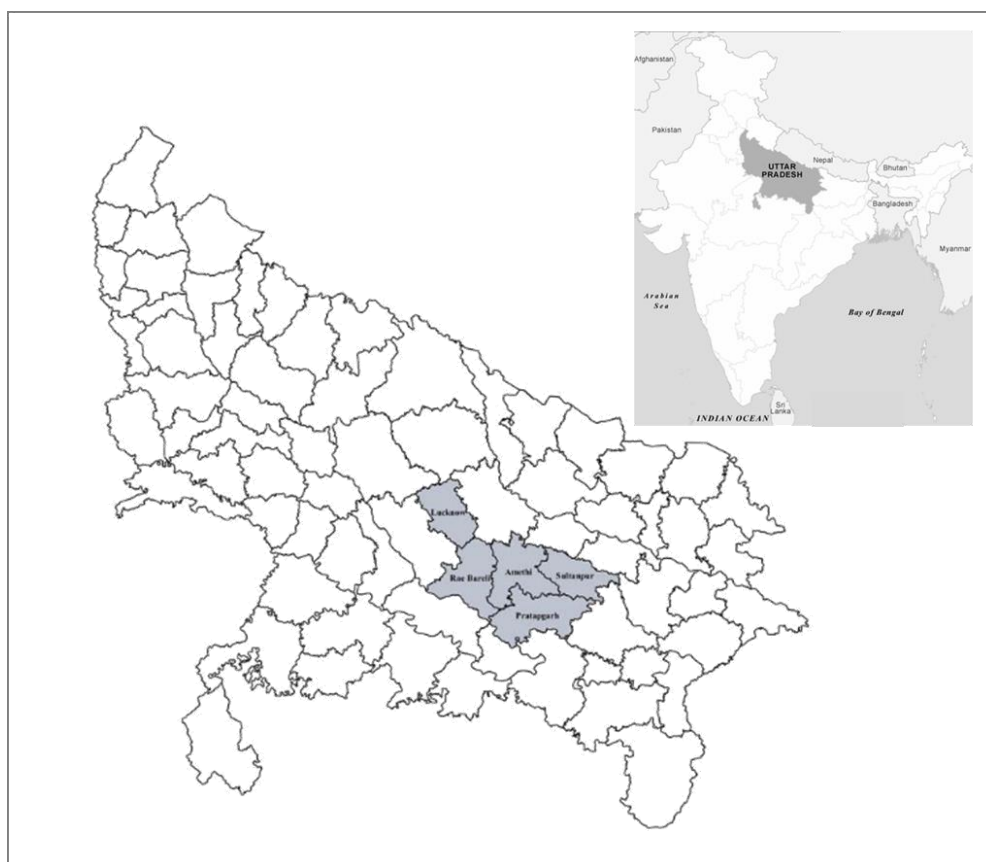 Afghanistan
Pakistan
UTTAR
PRADESH
Nepal
Bhutan
Bangladesh
Myanmar
Arabian
Sea
Bay of Bengal
Sri
Lanka
INDIAN OCEAN
Lucknow
Rae Bareli
Amethi
Sultanpur
Pratapgarh